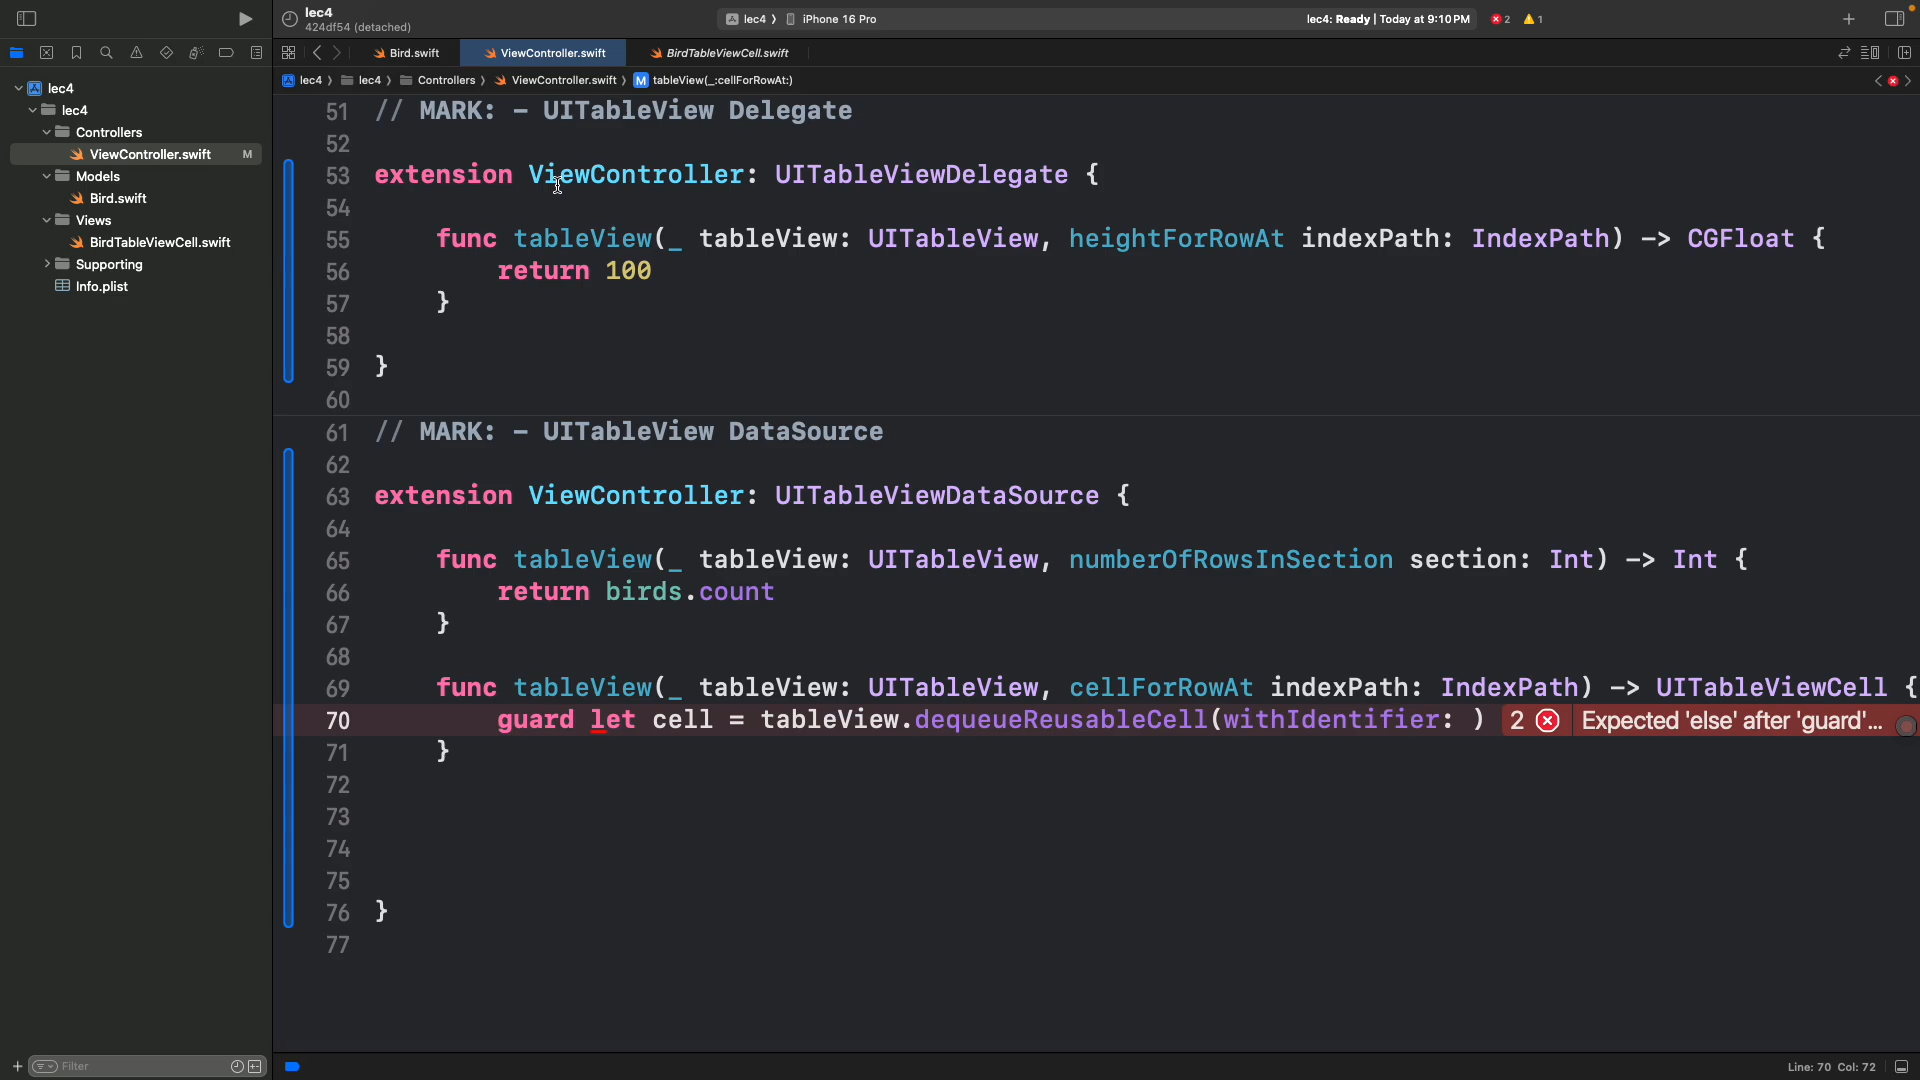 lec4
424df54 (detached)
lec4 › iPhone 16 Pro
lec4: Ready | Today at 9:10 PM
2
1
Bird.swift
ViewController.swift
BirdTableViewCell.swift
lec4 › lec4 › Controllers › ViewController.swift › M tableView(_:cellForRowAt:)
lec4
lec4
Controllers
ViewController.swift M
Models
Bird.swift
Views
BirdTableViewCell.swift
Supporting
Info.plist
51 // MARK: - UITableView Delegate
52
53 extension ViewController: UITableViewDelegate {
54
55 func tableView(_ tableView: UITableView, heightForRowAt indexPath: IndexPath) -> CGFloat {
56 return 100
57 }
58
59 }
60
61 // MARK: - UITableView DataSource
62
63 extension ViewController: UITableViewDataSource {
64
65 func tableView(_ tableView: UITableView, numberOfRowsInSection section: Int) -> Int {
66 return birds.count
67 }
68
69 func tableView(_ tableView: UITableView, cellForRowAt indexPath: IndexPath) -> UITableViewCell {
70 guard let cell = tableView.dequeueReusableCell(withIdentifier: ) 2 Expected 'else' after 'guard'...
71 }
72
73
74
75
76 }
77
Filter
Line: 70 Col: 72